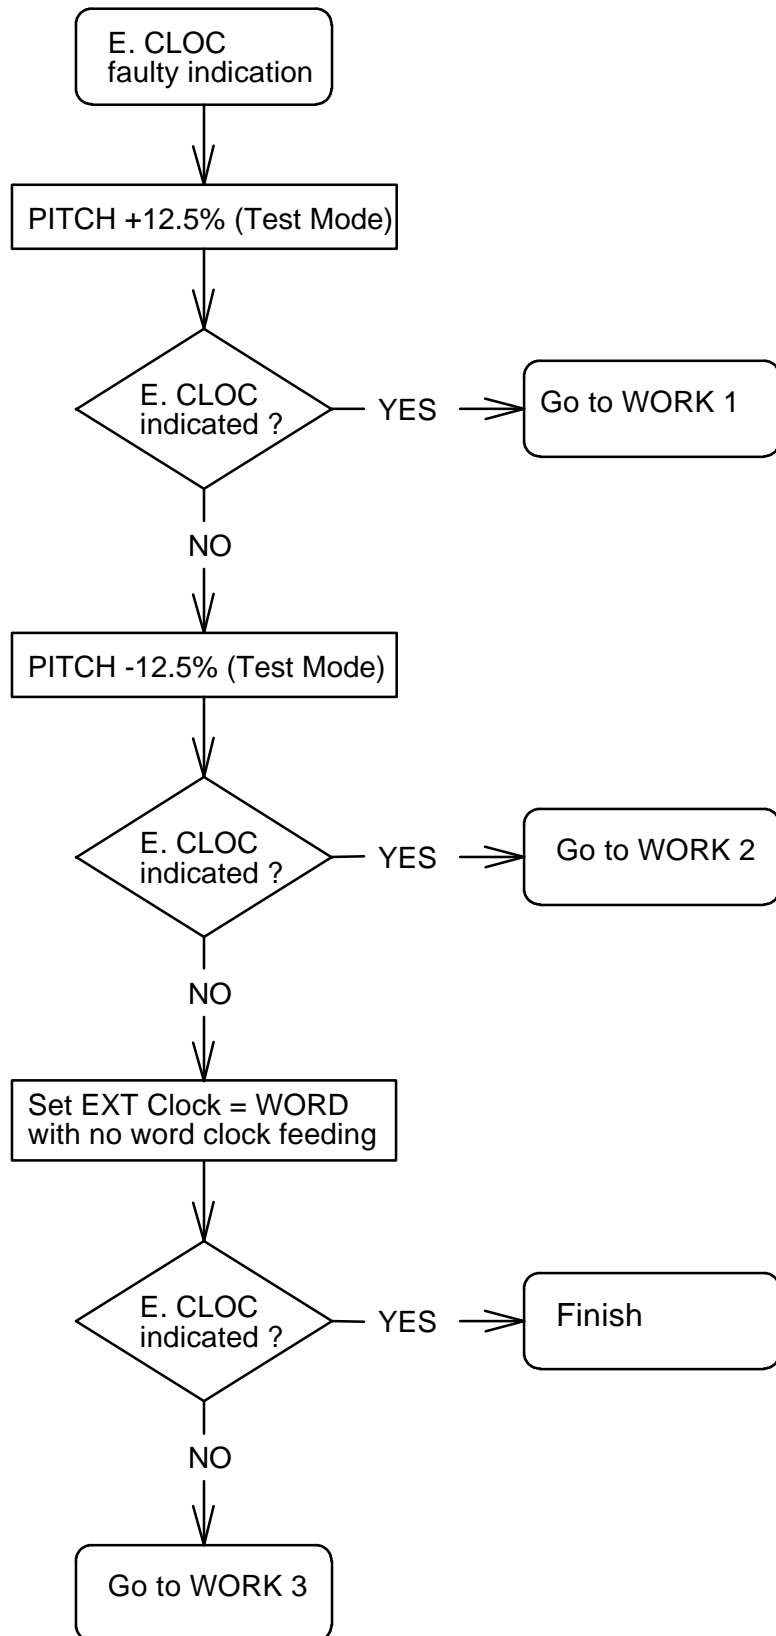 E. CLOC
faulty indication
PITCH +12.5% (Test Mode)
E. CLOC
indicated ?
YES
Go to WORK 1
NO
PITCH -12.5% (Test Mode)
E. CLOC
indicated ?
YES
Go to WORK 2
NO
Set EXT Clock = WORD
with no word clock feeding
E. CLOC
indicated ?
YES
Finish
NO
Go to WORK 3